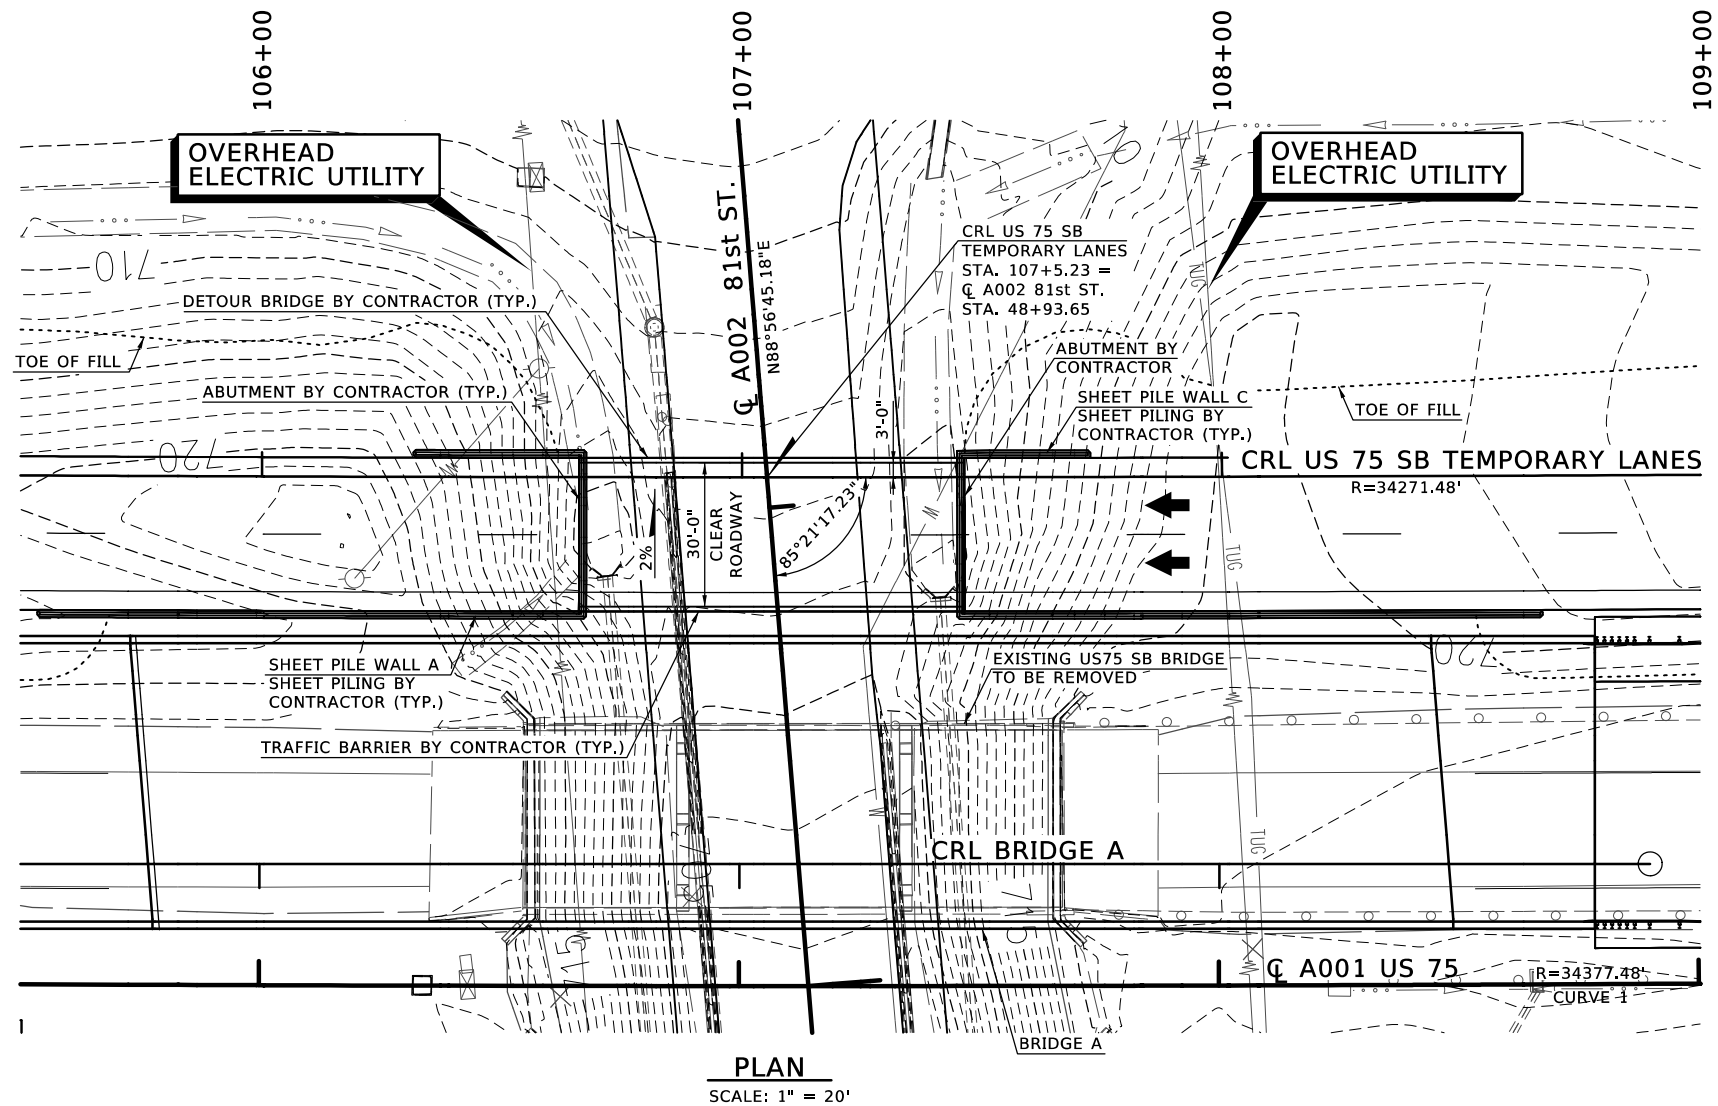 106+00
107+00
108+00
109+00
OVERHEAD
ELECTRIC UTILITY
OVERHEAD
ELECTRIC UTILITY
℄ A002 81st ST.
N88°56'45.18"E
CRL US 75 SB
TEMPORARY LANES
STA. 107+5.23 =
℄ A002 81st ST.
STA. 48+93.65
710
TUG
DETOUR BRIDGE BY CONTRACTOR (TYP.)
TOE OF FILL
ABUTMENT BY
CONTRACTOR
ABUTMENT BY CONTRACTOR (TYP.)
SHEET PILE WALL C
SHEET PILING BY
CONTRACTOR (TYP.)
TOE OF FILL
3'-0"
720
CRL US 75 SB TEMPORARY LANES
R=34271.48'
2%
30'-0"
CLEAR
ROADWAY
85°21'17.23"
TUG
SHEET PILE WALL A
SHEET PILING BY
CONTRACTOR (TYP.)
EXISTING US75 SB BRIDGE
TO BE REMOVED
720
TRAFFIC BARRIER BY CONTRACTOR (TYP.)
CRL BRIDGE A
TUG
715
715
℄ A001 US 75
R=34377.48'
CURVE 1
1
BRIDGE A
PLAN
SCALE: 1" = 20'